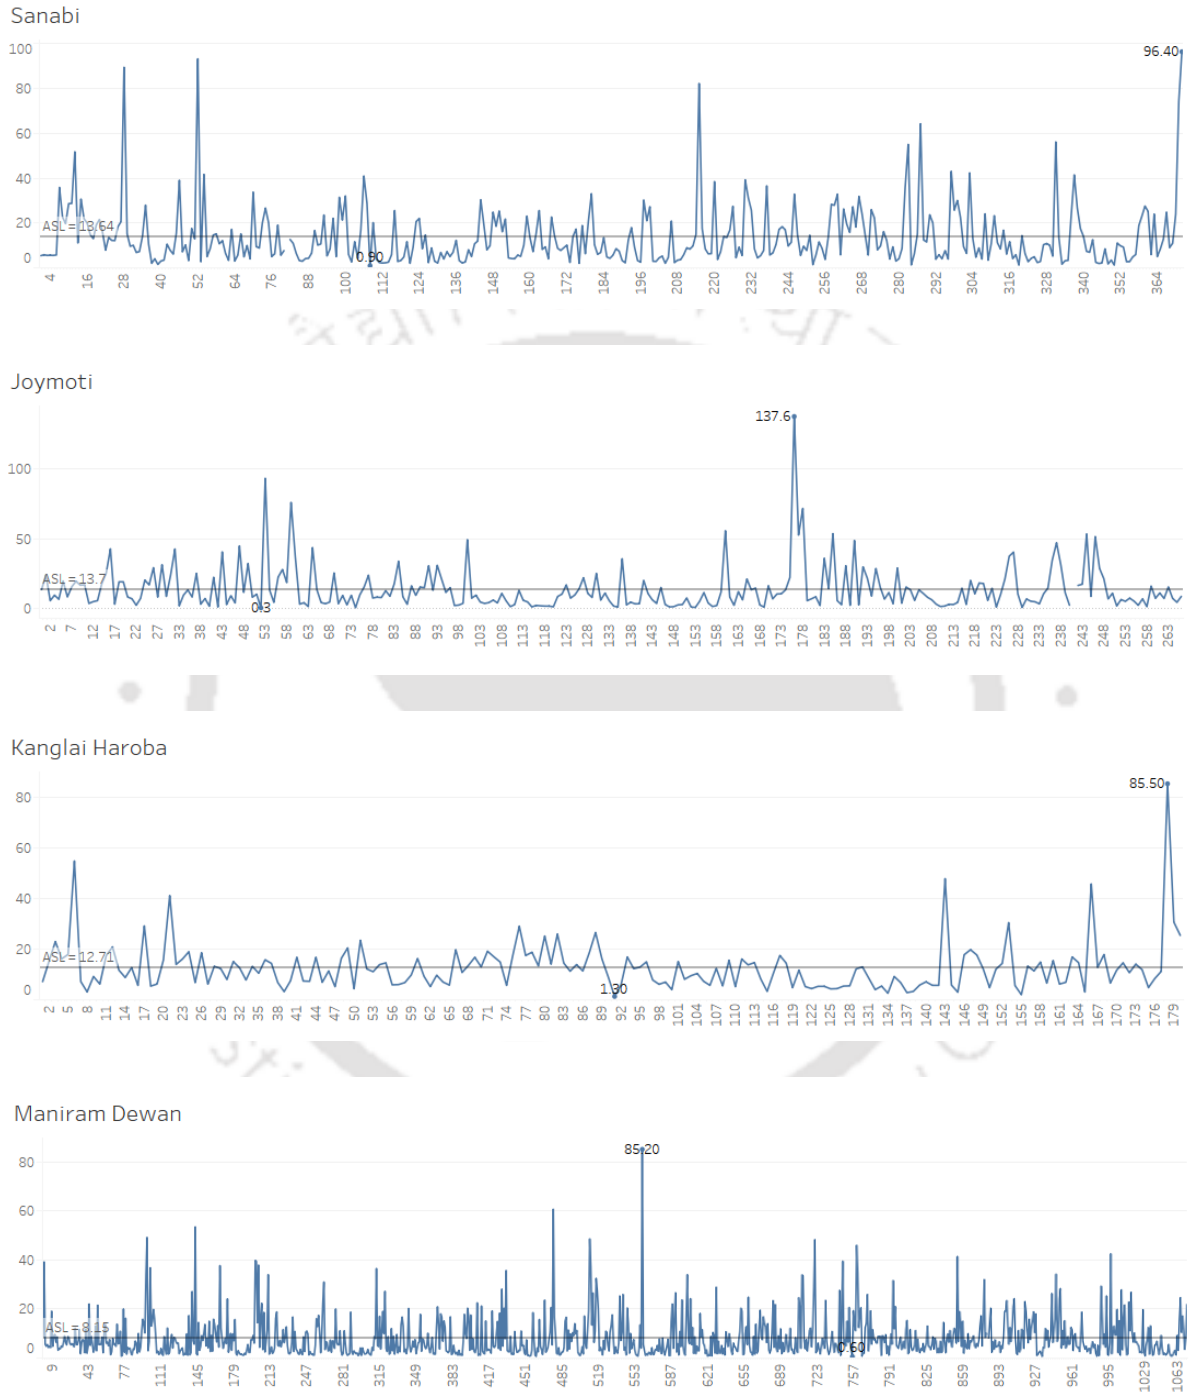 Sanabi
100
96.40
80
60
40
20
ASL = 13.64
0
0.90
4 16 28 40 52 64 76 88 100 112 124 136 148 160 172 184 196 208 220 232 244 256 268 280 292 304 316 328 340 352 364
Joymoti
137.6
100
50
ASL = 13.7
0
0.3
2 7 12 17 22 27 33 38 43 48 53 58 63 68 73 78 83 88 93 98 103 108 113 118 123 128 133 138 143 148 153 158 163 168 173 178 183 188 193 198 203 208 213 218 223 228 233 238 243 248 253 258 263
Kanglai Haroba
85.50
80
60
40
20
ASL = 12.71
0
1.30
2 5 8 11 14 17 20 23 26 29 32 35 38 41 44 47 50 53 56 59 62 65 68 71 74 77 80 83 86 89 92 95 98 101 104 107 110 113 116 119 122 125 128 131 134 137 140 143 146 149 152 155 158 161 164 167 170 173 176 179
Maniram Dewan
85.20
80
60
40
20
ASL = 8.15
0
0.60
9 43 77 111 145 179 213 247 281 315 349 383 417 451 485 519 553 587 621 655 689 723 757 791 825 859 893 927 961 995 1029 1063